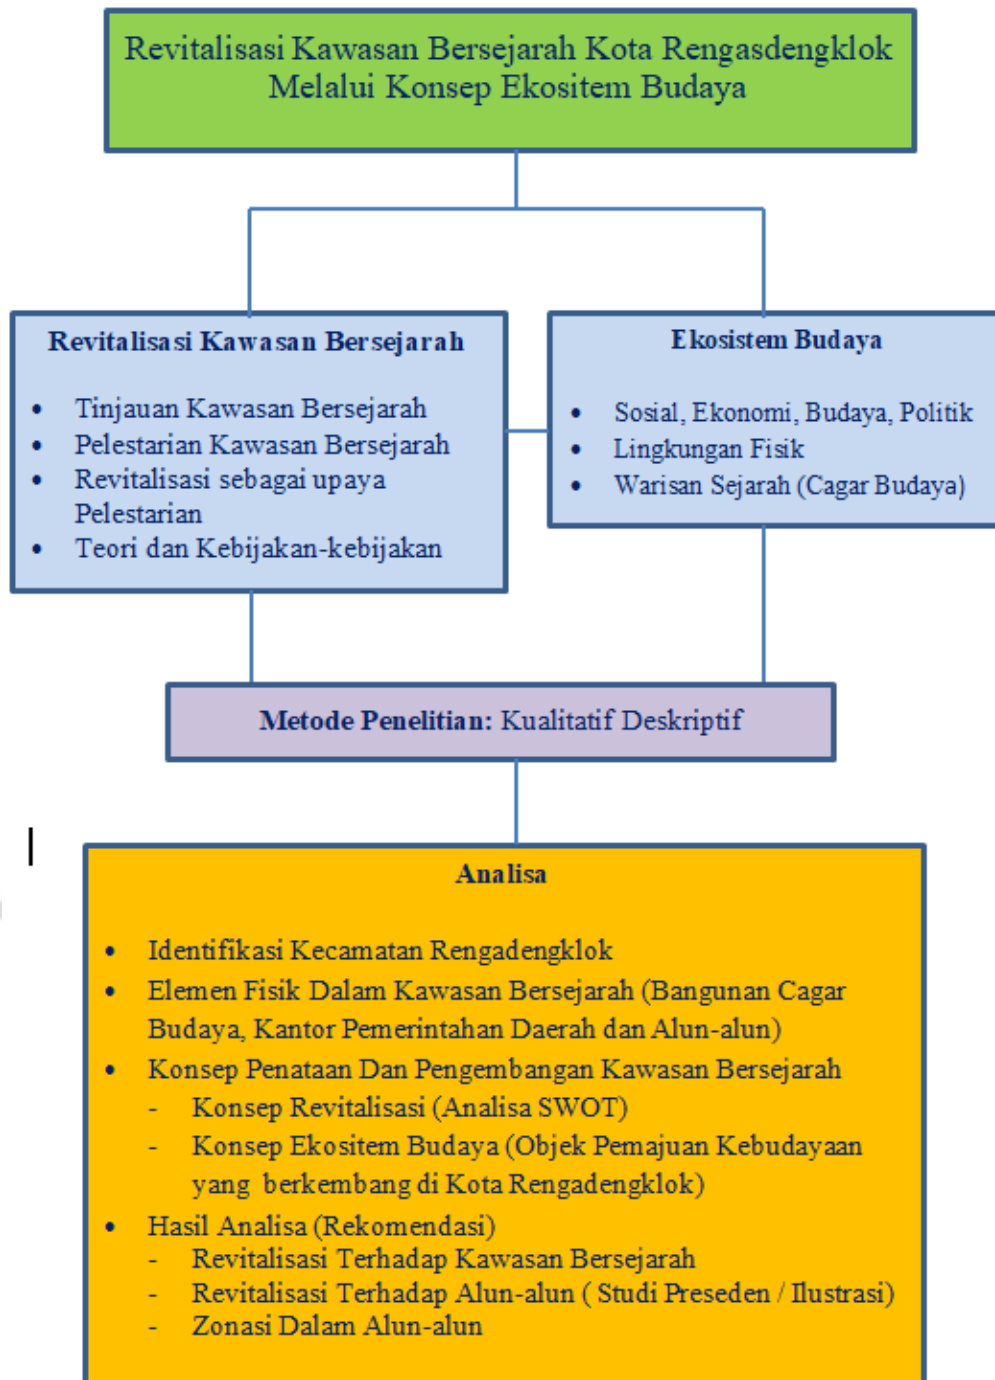 Revitalisasi Kawasan Bersejarah Kota Rengasdengklok
Melalui Konsep Ekositem Budaya
Revitalisasi Kawasan Bersejarah
• Tinjauan Kawasan Bersejarah
• Pelestarian Kawasan Bersejarah
• Revitalisasi sebagai upaya
Pelestarian
• Teori dan Kebijakan-kebijakan
Ekosistem Budaya
• Sosial, Ekonomi, Budaya, Politik
• Lingkungan Fisik
• Warisan Sejarah (Cagar Budaya)
Metode Penelitian: Kualitatif Deskriptif
Analisa
• Identifikasi Kecamatan Rengadengklok
• Elemen Fisik Dalam Kawasan Bersejarah (Bangunan Cagar
Budaya, Kantor Pemerintahan Daerah dan Alun-alun)
• Konsep Penataan Dan Pengembangan Kawasan Bersejarah
- Konsep Revitalisasi (Analisa SWOT)
- Konsep Ekositem Budaya (Objek Pemajuan Kebudayaan
yang berkembang di Kota Rengadengklok)
• Hasil Analisa (Rekomendasi)
- Revitalisasi Terhadap Kawasan Bersejarah
- Revitalisasi Terhadap Alun-alun ( Studi Preseden / Ilustrasi)
- Zonasi Dalam Alun-alun